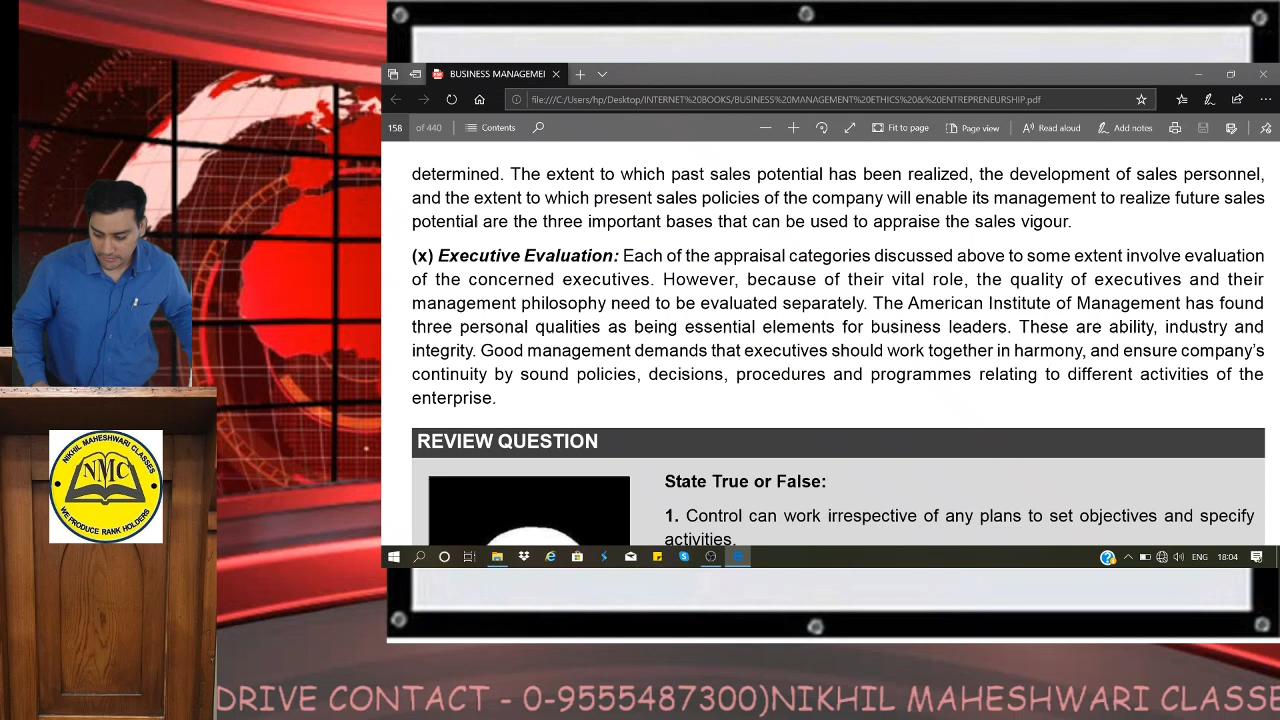 BUSINESS MANAGEMEI
file:///C:/Users/hp/Desktop/INTERNET%20BOOKS/BUSINESS%20MANAGEMENT%20ETHICS%20&%20ENTREPRENEURSHIP.pdf
158 of 440 Contents Fit to page Page view Read aloud Add notes
determined. The extent to which past sales potential has been realized, the development of sales personnel,
and the extent to which present sales policies of the company will enable its management to realize future sales
potential are the three important bases that can be used to appraise the sales vigour.
(x) Executive Evaluation: Each of the appraisal categories discussed above to some extent involve evaluation
of the concerned executives. However, because of their vital role, the quality of executives and their
management philosophy need to be evaluated separately. The American Institute of Management has found
three personal qualities as being essential elements for business leaders. These are ability, industry and
integrity. Good management demands that executives should work together in harmony, and ensure company's
continuity by sound policies, decisions, procedures and programmes relating to different activities of the
enterprise.
REVIEW QUESTION
State True or False:
1. Control can work irrespective of any plans to set objectives and specify
activities.
ENG 18:04
NIKHIL MAHESHWARI CLASSES
NMC
WE PRODUCE RANK HOLDERS
DRIVE CONTACT - 0-9555487300)NIKHIL MAHESHWARI CLASSE